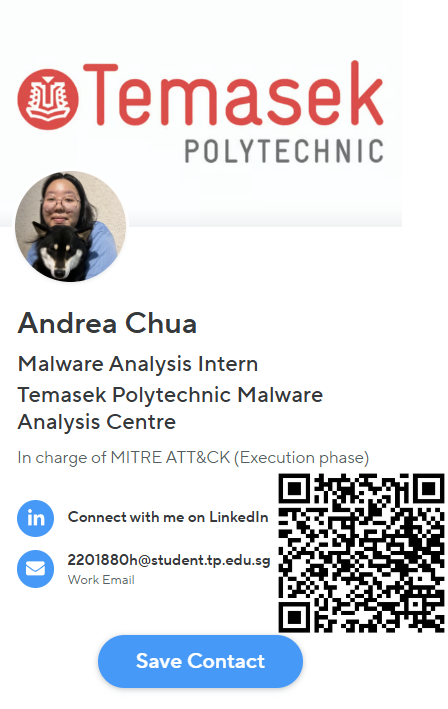 Temasek
POLYTECHNIC
Andrea Chua
Malware Analysis Intern
Temasek Polytechnic Malware
Analysis Centre
In charge of MITRE ATT&CK (Execution phase)
in
Connect with me on LinkedIn
2201880h@student.tp.edu.sg
Work Email
Save Contact